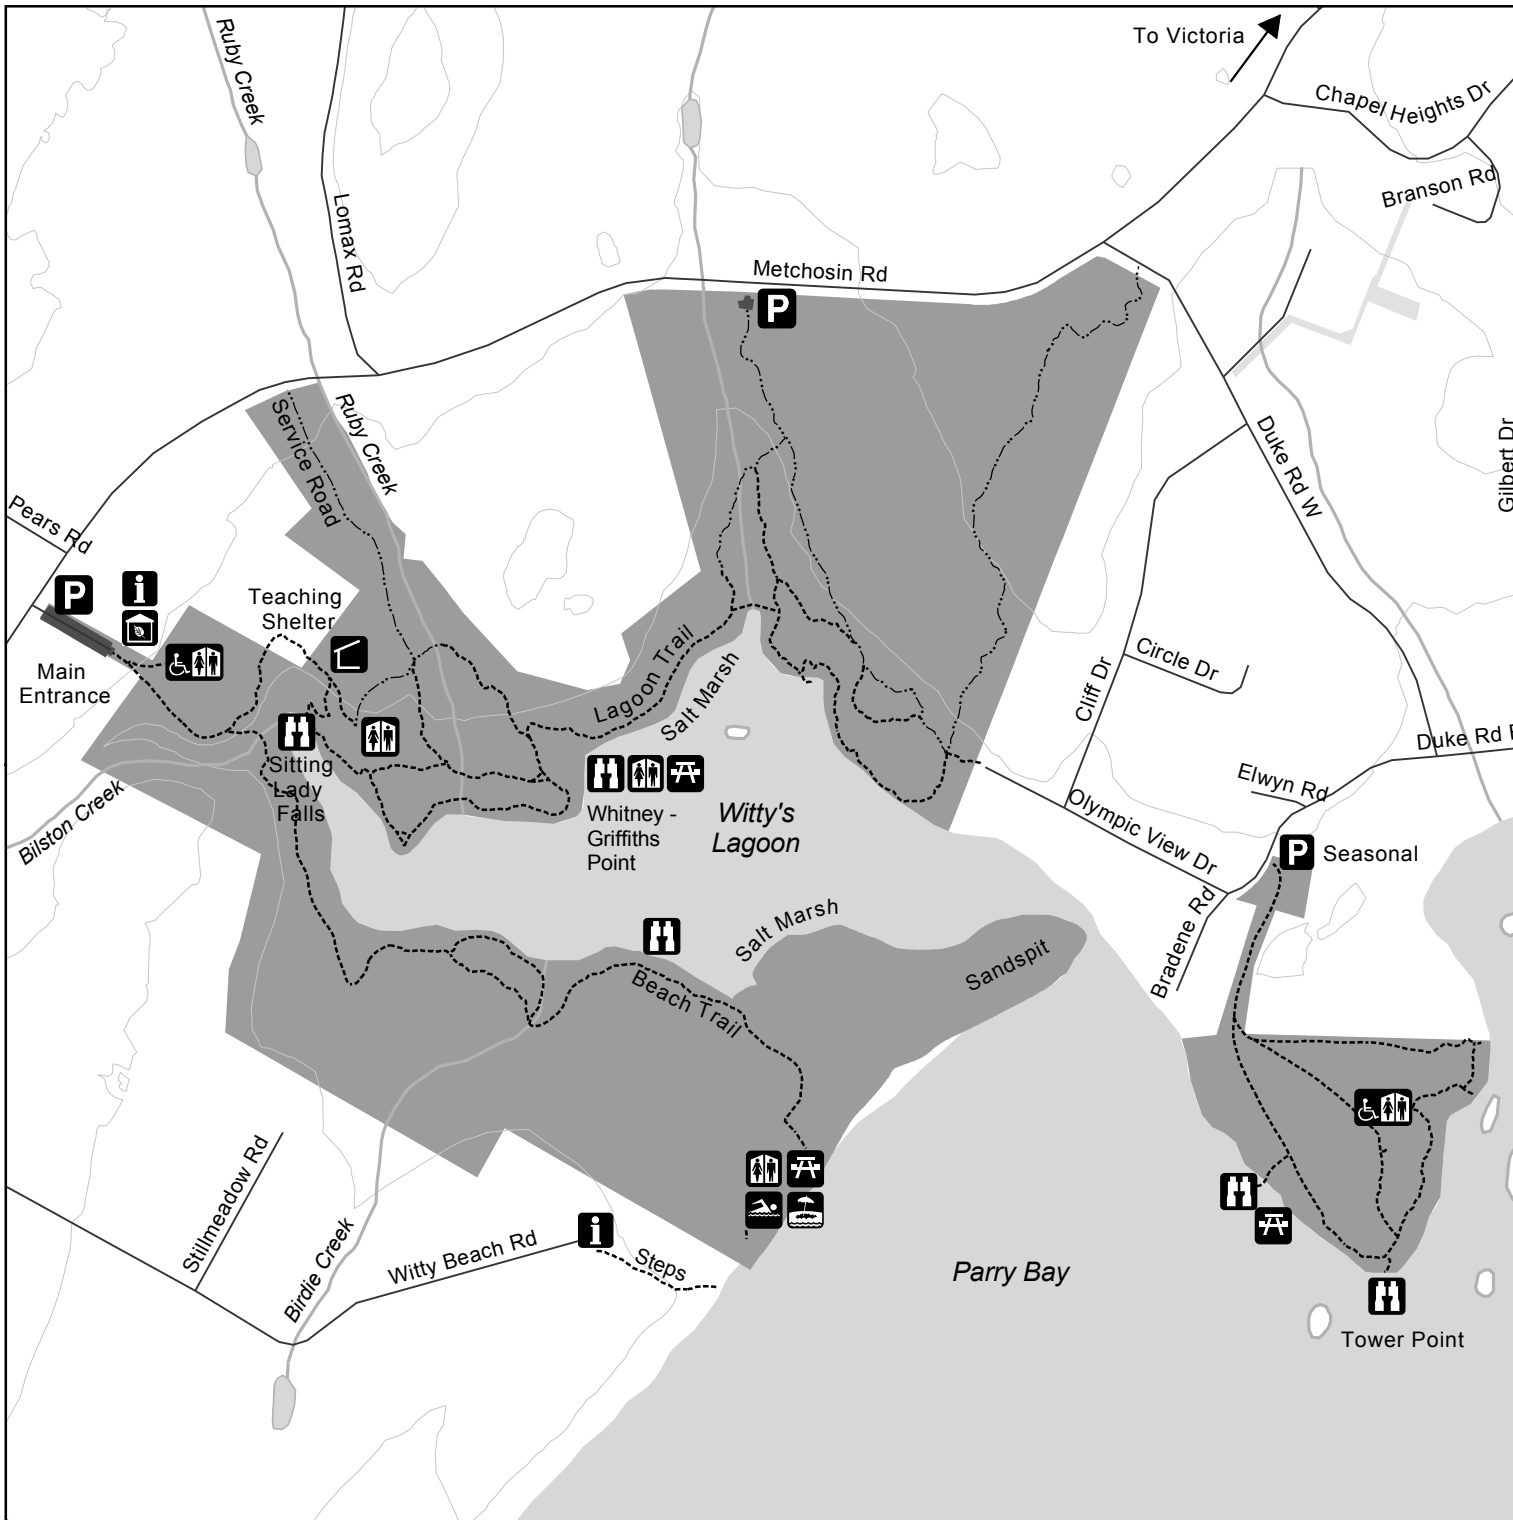 To Victoria
Ruby Creek
Chapel Heights Dr
Branson Rd
Lomax Rd
Metchosin Rd
P
Service Road
Ruby Creek
Duke Rd W
Gilbert Dr
Pears Rd
P
i
Teaching
Shelter
Main
Entrance
Lagoon Trail
Salt Marsh
Circle Dr
Cliff Dr
Duke Rd
Sitting
Lady
Falls
Bilston Creek
Whitney -
Griffiths
Point
Witty's
Lagoon
Elwyn Rd
Olympic View Dr
P
Seasonal
Bradene Rd
Salt Marsh
Sandspit
Beach Trail
Stillmeadow Rd
Birdie Creek
Witty Beach Rd
i
Steps
Parry Bay
Tower Point